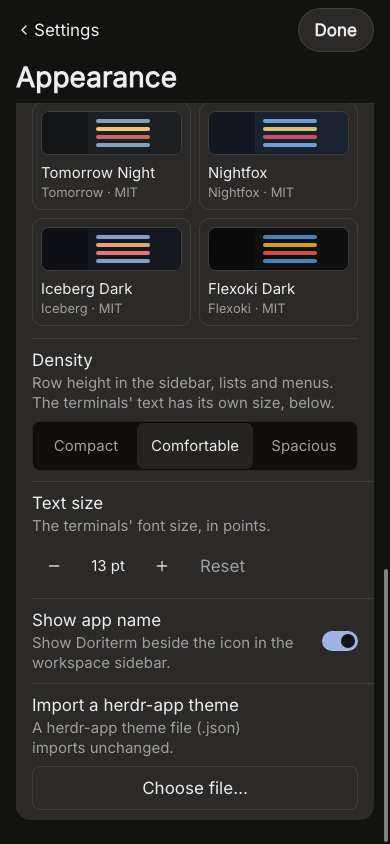 Settings
Done
Appearance
Tomorrow Night
Tomorrow · MIT
Nightfox
Nightfox · MIT
Iceberg Dark
Iceberg · MIT
Flexoki Dark
Flexoki · MIT
Density
Row height in the sidebar, lists and menus.
The terminals' text has its own size, below.
Compact
Comfortable
Spacious
Text size
The terminals' font size, in points.
− 13 pt + Reset
Show app name
Show Doriterm beside the icon in the
workspace sidebar.
Import a herdr-app theme
A herdr-app theme file (.json)
imports unchanged.
Choose file...